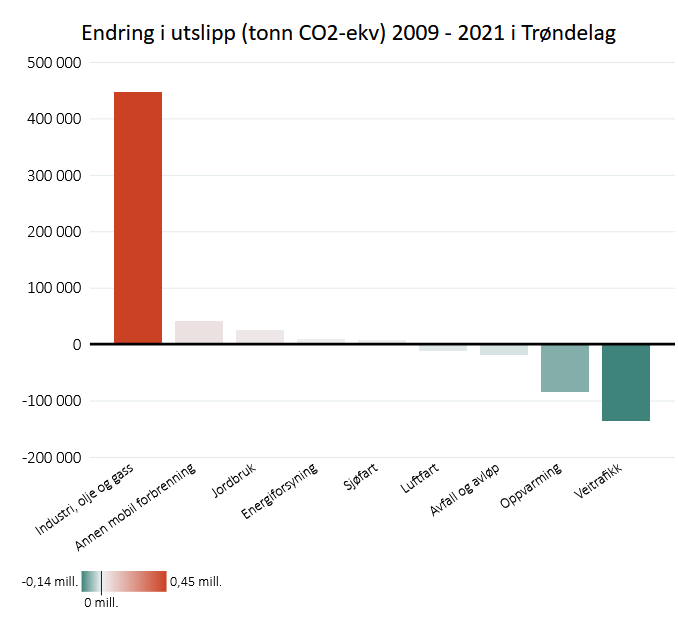 Endring i utslipp (tonn CO2-ekv) 2009 - 2021 i Trøndelag
500 000
400 000
300 000
200 000
100 000
0
-100 000
-200 000
Industri, olje og gass
Annen mobil forbrenning
Jordbruk
Energiforsyning
Sjøfart
Luftfart
Avfall og avløp
Oppvarming
Veitrafikk
-0,14 mill.
0,45 mill.
0 mill.